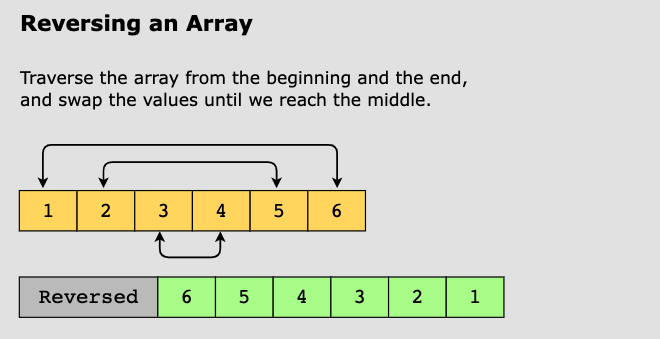 Reversing an Array
Traverse the array from the beginning and the end,
and swap the values until we reach the middle.
1 2 3 4 5 6
Reversed 6 5 4 3 2 1